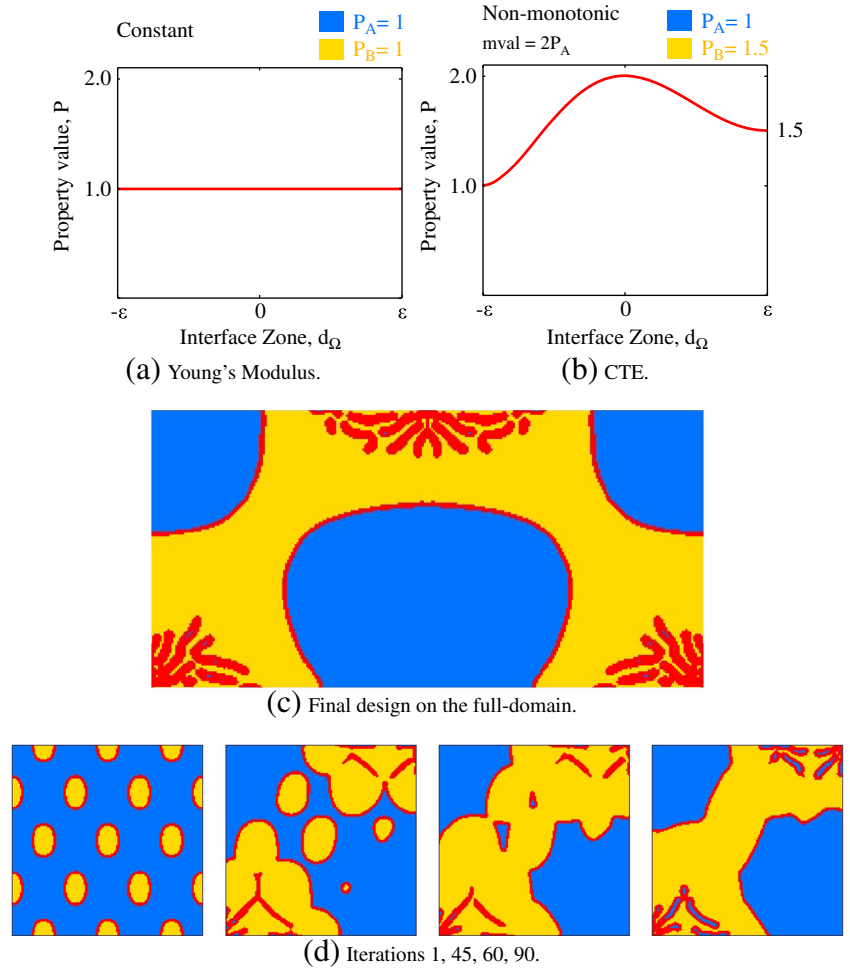 Constant
P_A= 1
P_B= 1
Property value, P
2.0
1.0
-ε 0 ε
Interface Zone, d_Ω
(a) Young's Modulus.
Non-monotonic
mval = 2P_A
P_A= 1
P_B= 1.5
Property value, P
2.0
1.0
1.5
-ε 0 ε
Interface Zone, d_Ω
(b) CTE.
(c) Final design on the full-domain.
(d) Iterations 1, 45, 60, 90.